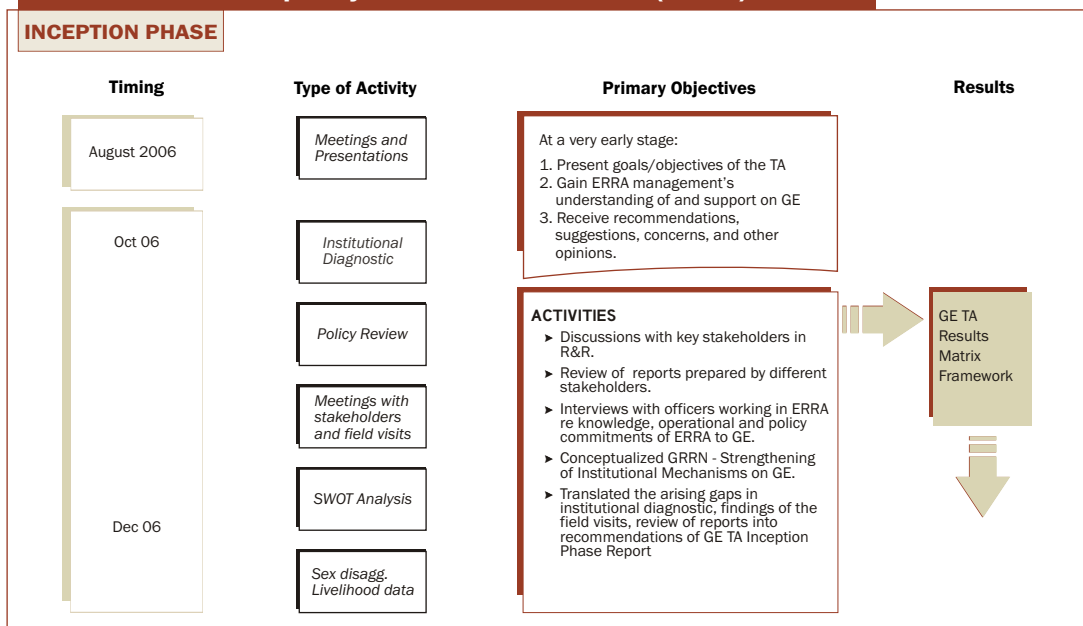 INCEPTION PHASE
Timing
Type of Activity
Primary Objectives
Results
August 2006
Meetings and
Presentations
At a very early stage:
1. Present goals/objectives of the TA
2. Gain ERRA management's
understanding of and support on GE
3. Receive recommendations,
suggestions, concerns, and other
opinions.
Oct 06
Dec 06
Institutional
Diagnostic
Policy Review
Meetings with
stakeholders
and field visits
SWOT Analysis
Sex disagg.
Livelihood data
ACTIVITIES
➤ Discussions with key stakeholders in
R&R.
➤ Review of reports prepared by different
stakeholders.
➤ Interviews with officers working in ERRA
re knowledge, operational and policy
commitments of ERRA to GE.
➤ Conceptualized GRRN - Strengthening
of Institutional Mechanisms on GE.
➤ Translated the arising gaps in
institutional diagnostic, findings of the
field visits, review of reports into
recommendations of GE TA Inception
Phase Report
GE TA
Results
Matrix
Framework